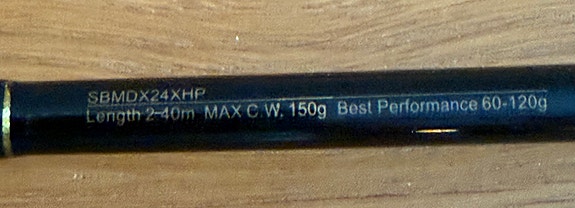 SBMDX24XHP
Length 2-40m MAX C.W. 150g Best Performance 60-120g